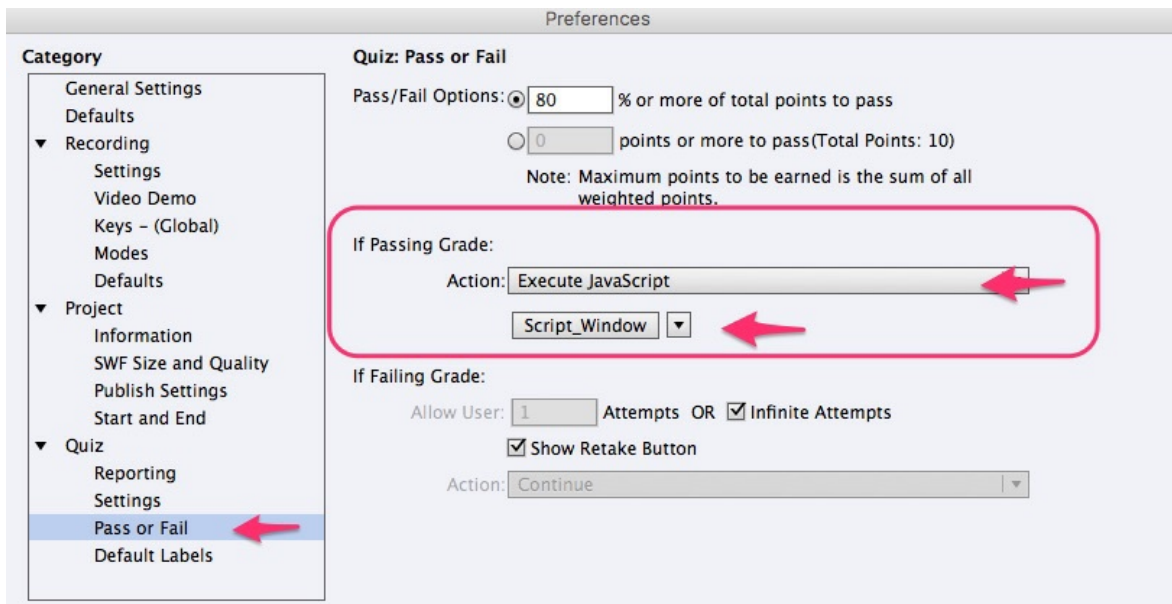 Preferences
Category
General Settings
Defaults
Recording
Settings
Video Demo
Keys - (Global)
Modes
Defaults
Project
Information
SWF Size and Quality
Publish Settings
Start and End
Quiz
Reporting
Settings
Pass or Fail
Default Labels
Quiz: Pass or Fail
Pass/Fail Options: 80 % or more of total points to pass
0 points or more to pass(Total Points: 10)
Note: Maximum points to be earned is the sum of all
weighted points.
If Passing Grade:
Action: Execute JavaScript
Script_Window
If Failing Grade:
Allow User: 1 Attempts OR Infinite Attempts
Show Retake Button
Action: Continue